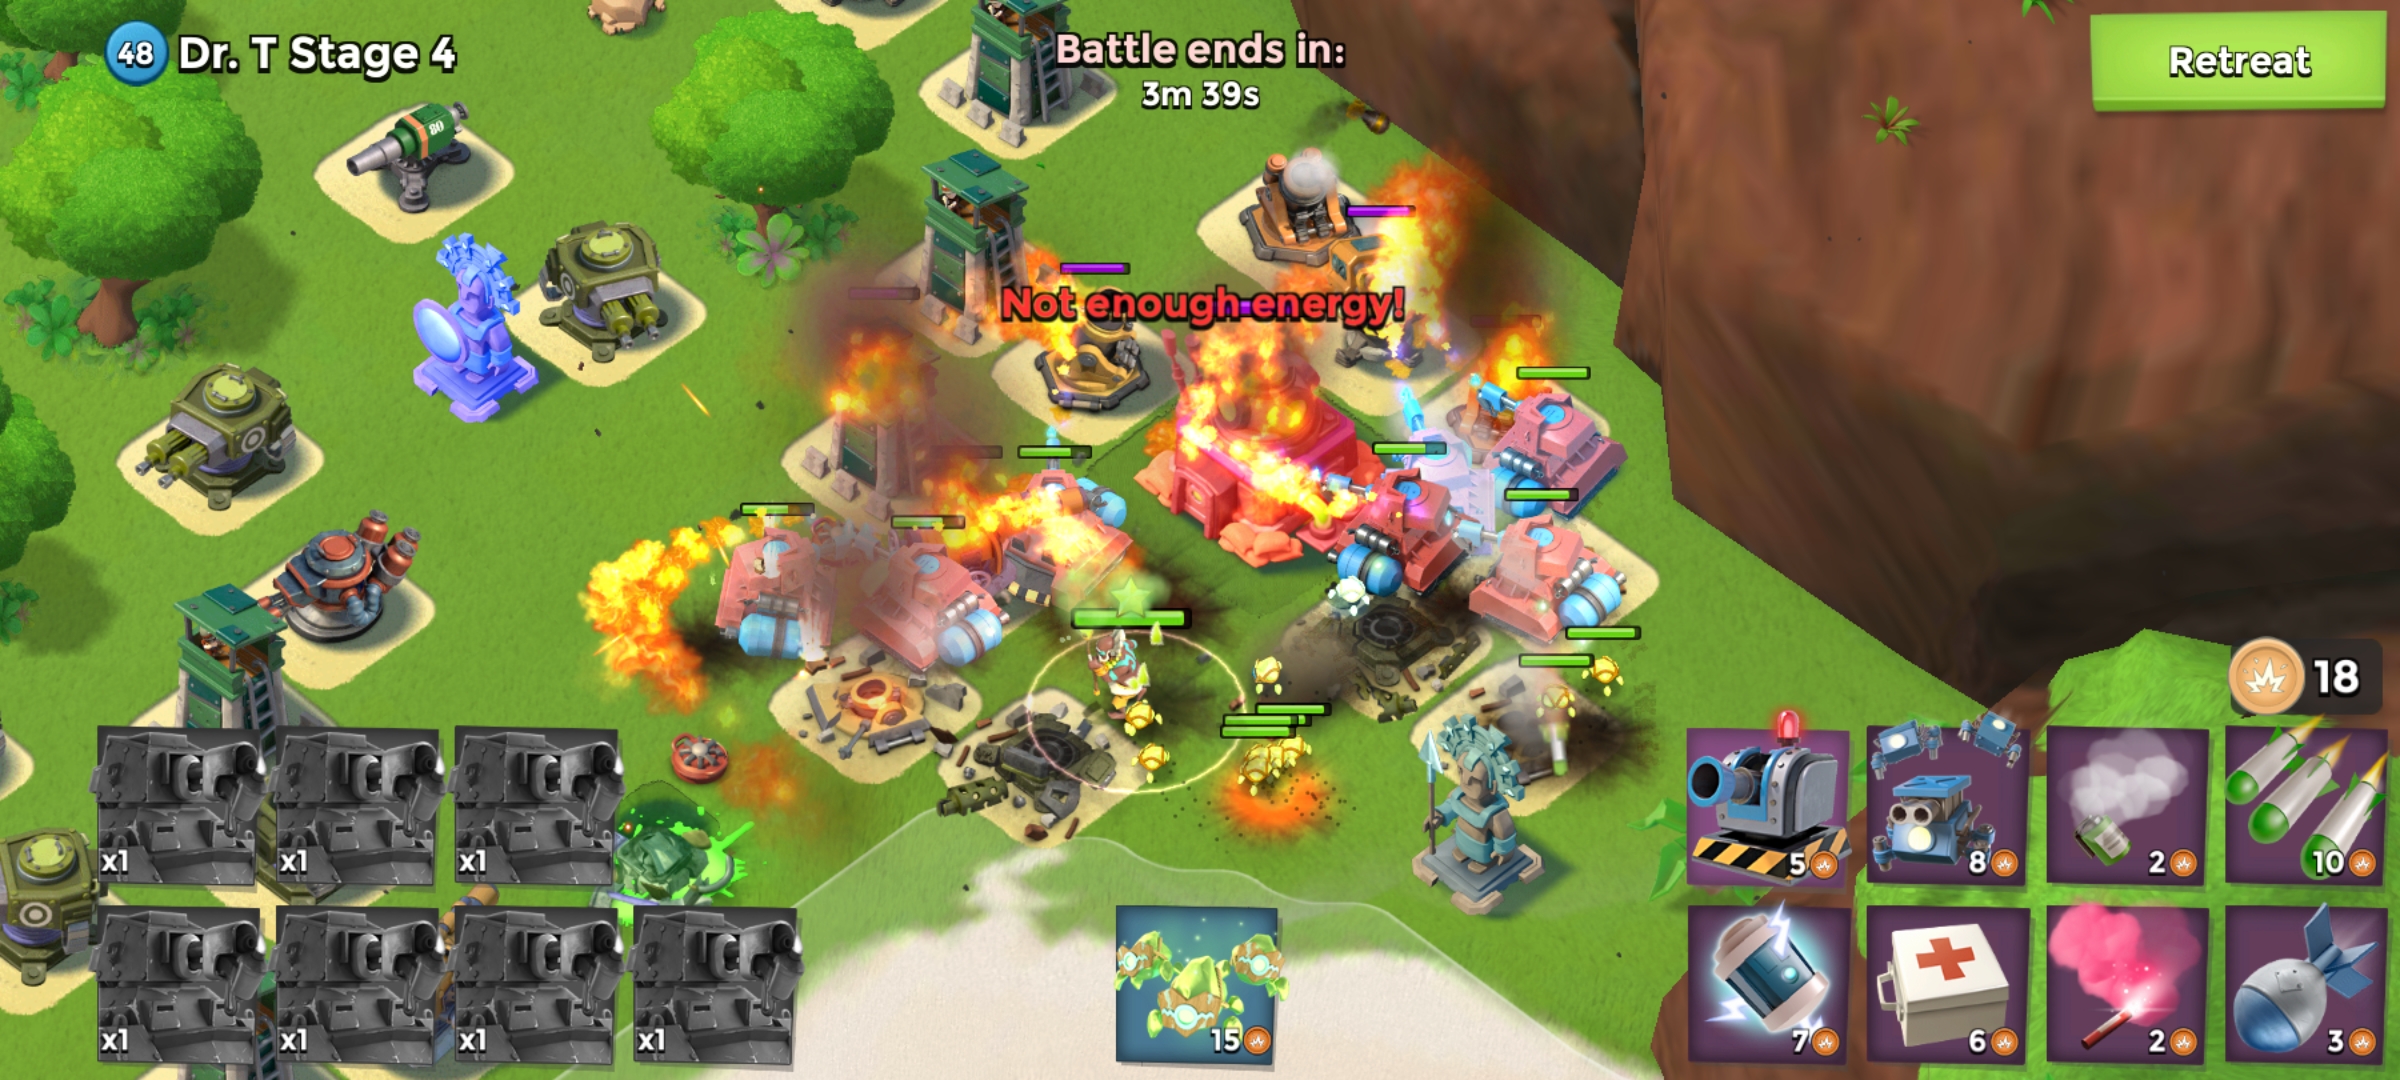 48 Dr. T Stage 4
Battle ends in:
3m 39s
Retreat
80
Not enough energy!
18
x1 x1 x1
5 8 2 10
x1 x1 x1 x1
15
7 6 2 3